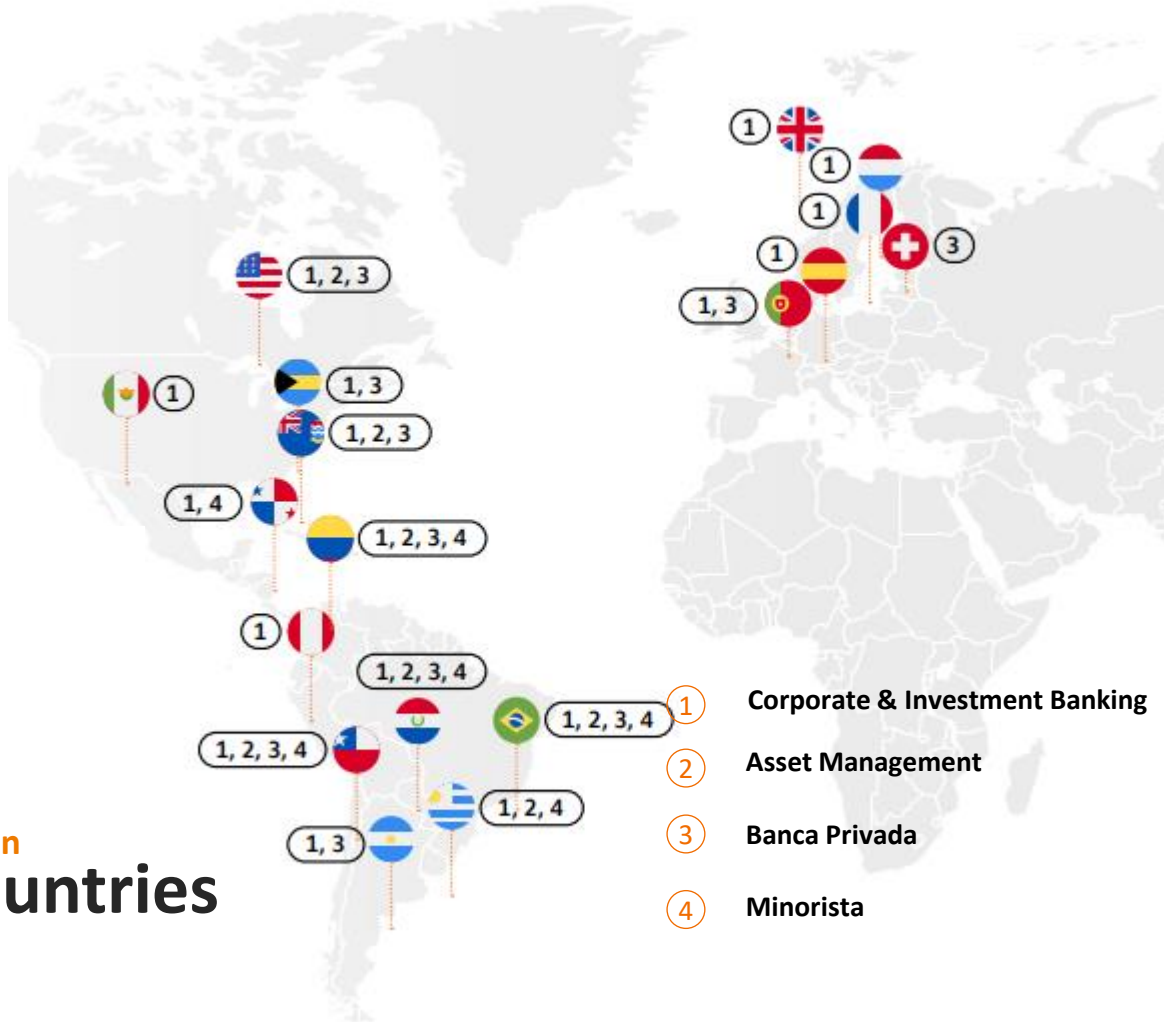 1
1
1
1
3
1, 3
1, 2, 3
1, 3
1
1, 2, 3
1, 4
1, 2, 3, 4
1
1, 2, 3, 4
1, 2, 3, 4
1, 2, 3, 4
1, 2, 4
1, 3
n
untries
1 Corporate & Investment Banking
2 Asset Management
3 Banca Privada
4 Minorista